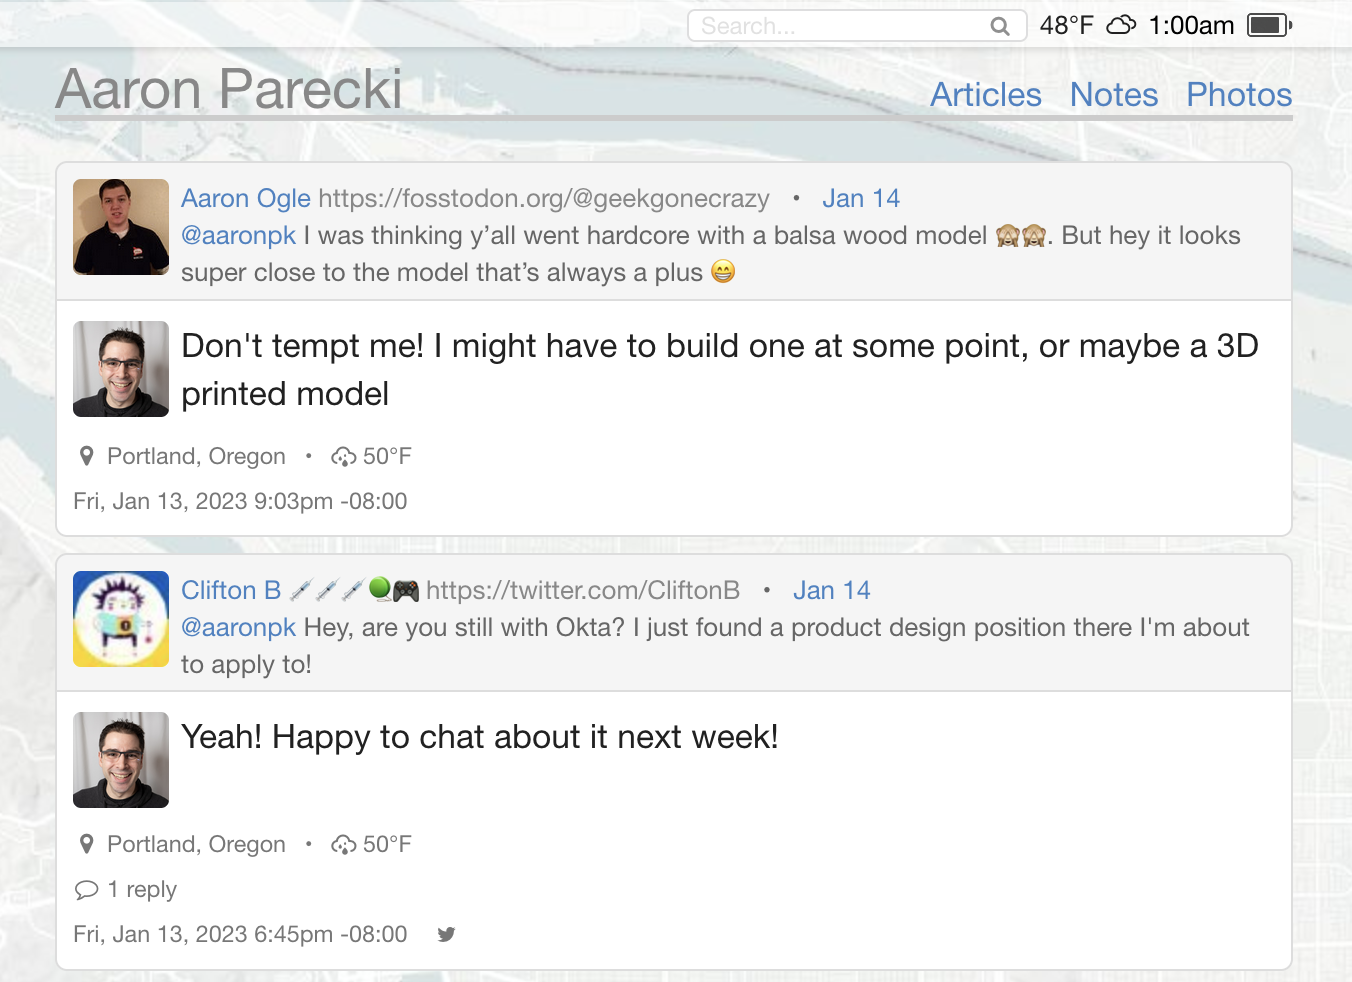 Search...
48°F 1:00am
Aaron Parecki
Articles Notes Photos
Aaron Ogle https://fosstodon.org/@geekgonecrazy • Jan 14
@aaronpk I was thinking y’all went hardcore with a balsa wood model 🙈🙈. But hey it looks
super close to the model that’s always a plus 😁
Don't tempt me! I might have to build one at some point, or maybe a 3D
printed model
Portland, Oregon • 50°F
Fri, Jan 13, 2023 9:03pm -08:00
Clifton B 💉💉💉🎾🎮 https://twitter.com/CliftonB • Jan 14
@aaronpk Hey, are you still with Okta? I just found a product design position there I'm about
to apply to!
Yeah! Happy to chat about it next week!
Portland, Oregon • 50°F
1 reply
Fri, Jan 13, 2023 6:45pm -08:00